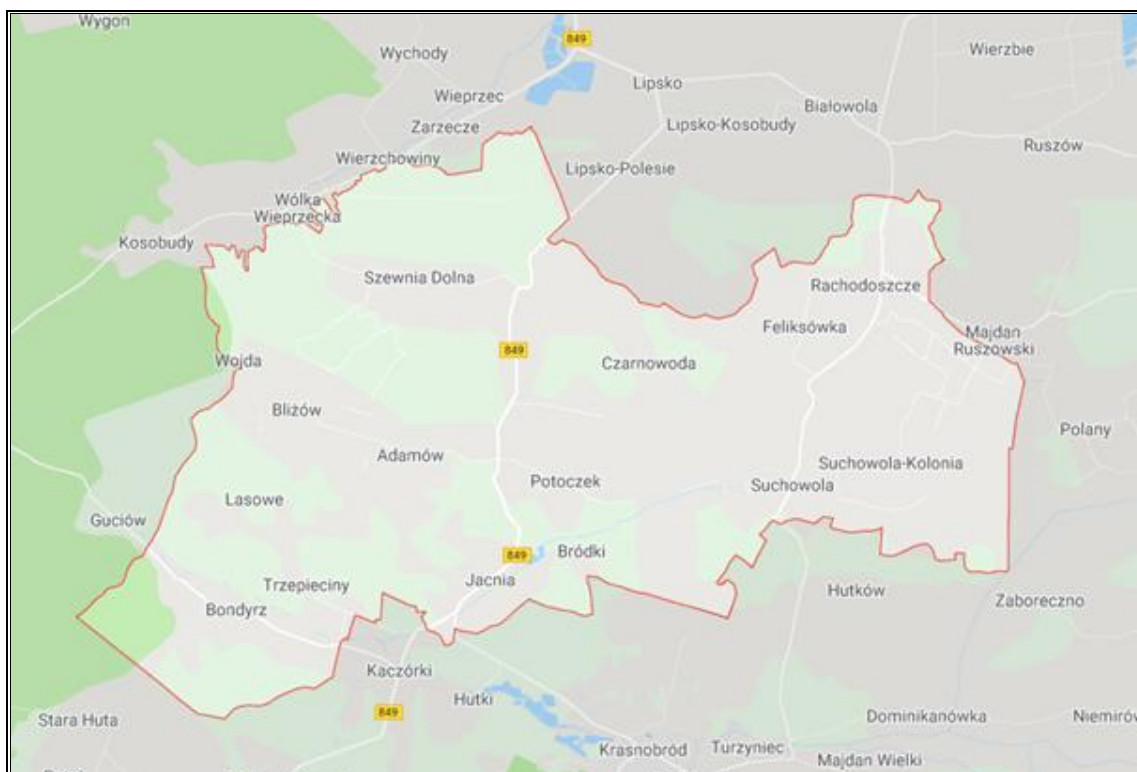 Wygon
849
Wychody
Wierzbie
Lipsko
Wieprzec
Białowola
Zarzecze
Lipsko-Kosobudy
Ruszów
Wierzchowiny
Lipsko-Polesie
Wólka
Wieprzecka
Kosobudy
Szewnia Dolna
Rachodoszcze
Feliksówka
Majdan
Ruszowski
849
Wojda
Czarnowoda
Bliżów
Polany
Adamów
Suchowola-Kolonia
Potoczek
Suchowola
Lasowe
Guciów
849
Bródki
Trzepieciny
Jacnia
Hutków
Zaboreczno
Bondyrz
Kaczórki
Hutki
849
Stara Huta
Dominikanówka
Niemirów
Krasnobród
Turzyniec
Majdan Wielki